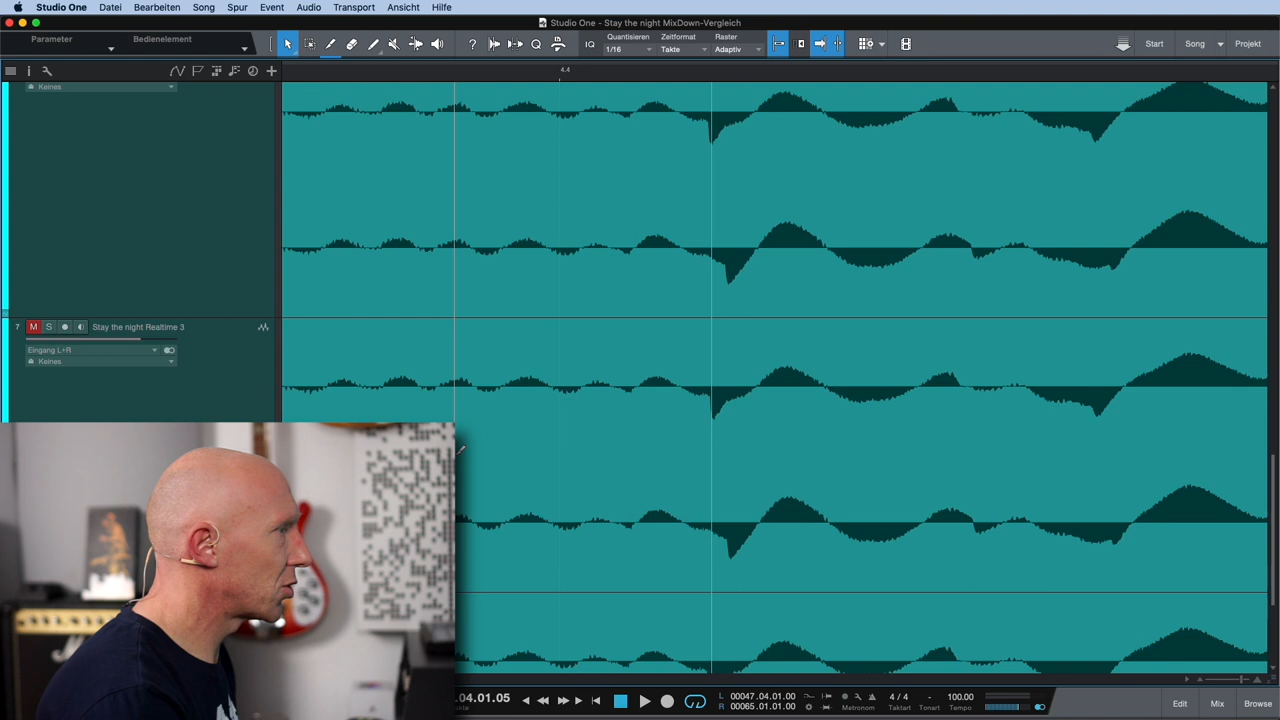 Studio One Datei Bearbeiten Song Spur Event Audio Transport Ansicht Hilfe
Studio One - Stay the night MixDown-Vergleich
Parameter Bedienelement
IQ Quantisieren Zeitformat Raster
1/16 Takte Adaptiv
Start Song Projekt
4.4
Keines
7 M S Stay the night Realtime 3
Eingang L+R
Keines
.04.01.05
L 00047.04.01.00
R 00065.01.01.00
Metronom
4 / 4
Taktart
-
Tonart
100.00
Tempo
Edit Mix Browse